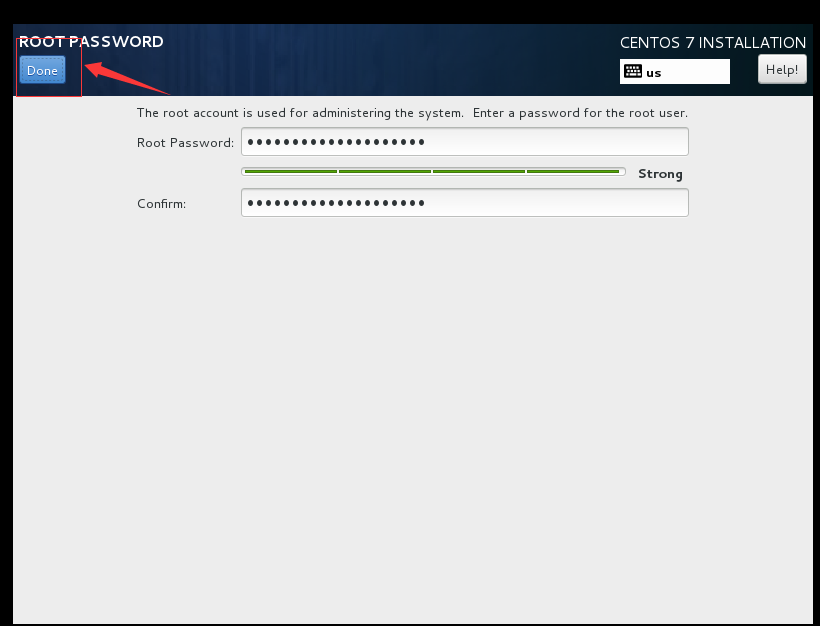 ROOT PASSWORD
CENTOS 7 INSTALLATION
Done
us
Help!
The root account is used for administering the system.  Enter a password for the root user.
Root Password: ●●●●●●●●●●●●●●●●●●●●
Strong
Confirm: ●●●●●●●●●●●●●●●●●●●●